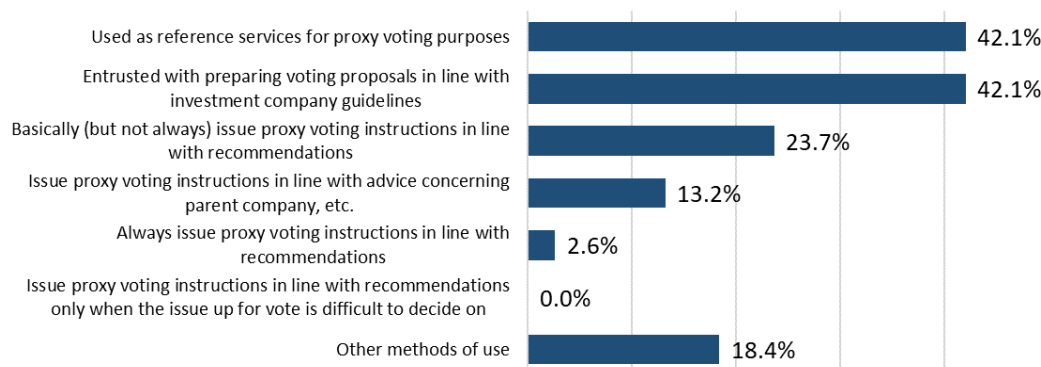 Used as reference services for proxy voting purposes
42.1%
Entrusted with preparing voting proposals in line with
investment company guidelines
42.1%
Basically (but not always) issue proxy voting instructions in line
with recommendations
23.7%
Issue proxy voting instructions in line with advice concerning
parent company, etc.
13.2%
Always issue proxy voting instructions in line with
recommendations
2.6%
Issue proxy voting instructions in line with recommendations
only when the issue up for vote is difficult to decide on
0.0%
Other methods of use
18.4%